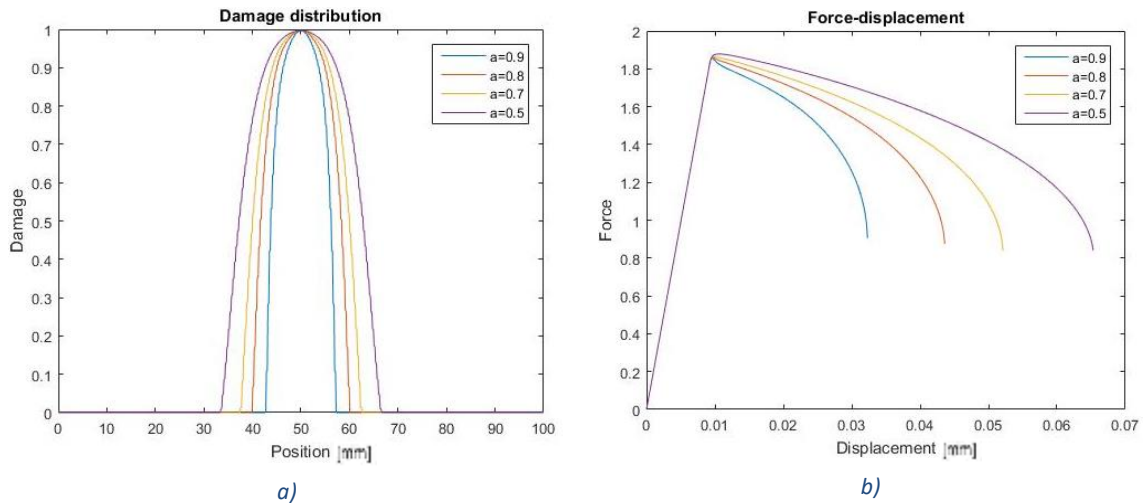 Damage distribution
1
0.9
0.8
0.7
0.6
0.5
0.4
0.3
0.2
0.1
0
Damage
0 10 20 30 40 50 60 70 80 90 100
Position [mm]
a=0.9
a=0.8
a=0.7
a=0.5
a)
Force-displacement
2
1.8
1.6
1.4
1.2
1
0.8
0.6
0.4
0.2
0
Force
0 0.01 0.02 0.03 0.04 0.05 0.06 0.07
Displacement [mm]
a=0.9
a=0.8
a=0.7
a=0.5
b)